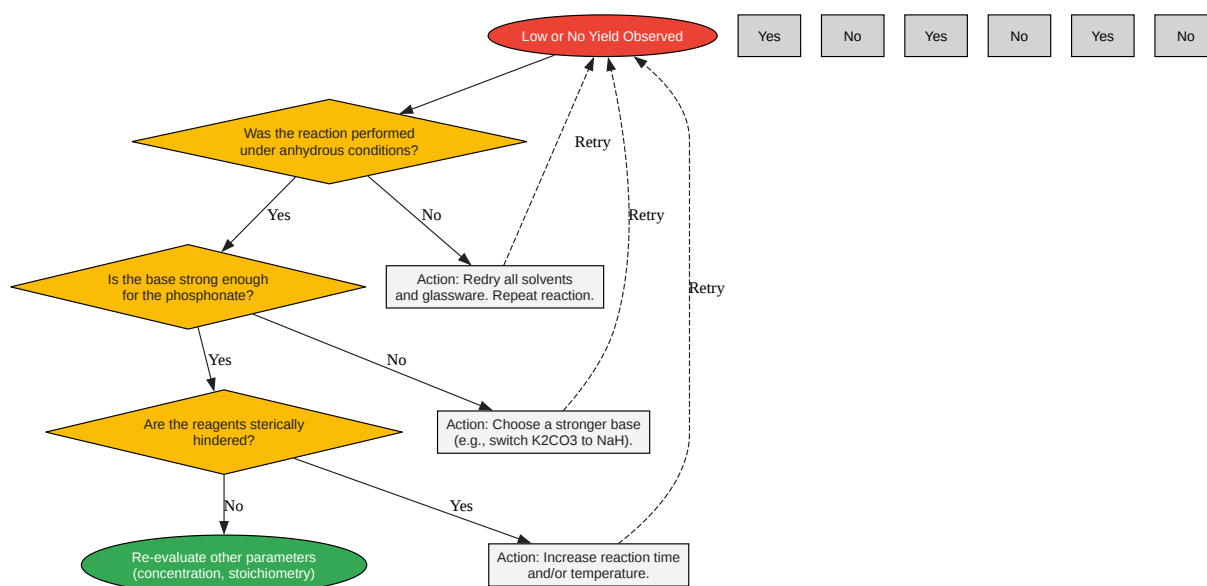 Low or No Yield Observed
Yes
No
Yes
No
Yes
No
Was the reaction performed
under anhydrous conditions?
Retry
Yes
No
Retry
Is the base strong enough
for the phosphonate?
Action: Redry all solvents
and glassware. Repeat reaction.
Retry
Yes
No
Are the reagents sterically
hindered?
Action: Choose a stronger base
(e.g., switch K2CO3 to NaH).
No
Yes
Re-evaluate other parameters
(concentration, stoichiometry)
Action: Increase reaction time
and/or temperature.